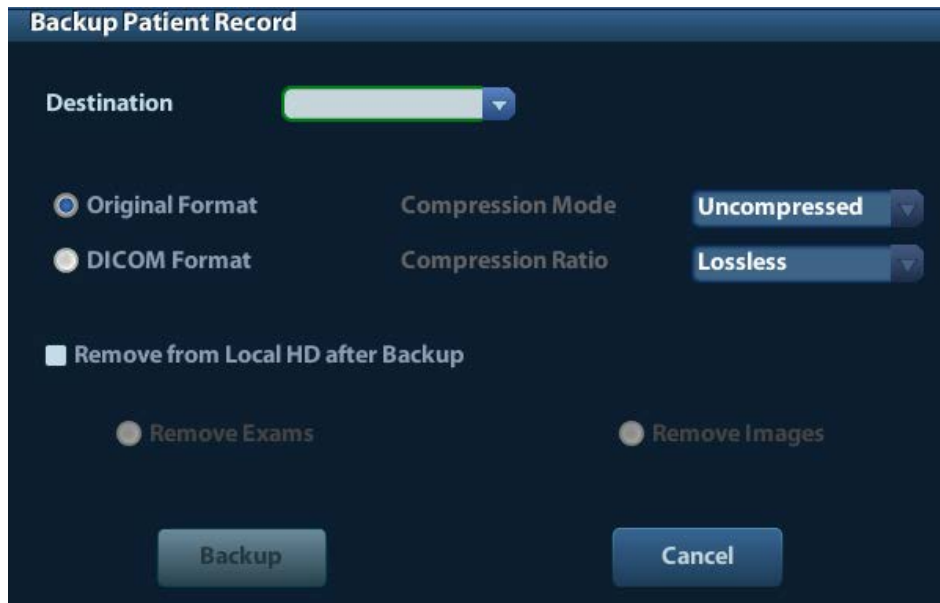 Backup Patient Record
Destination
Original Format Compression Mode Uncompressed
DICOM Format Compression Ratio Lossless
Remove from Local HD after Backup
Remove Exams Remove Images
Backup Cancel